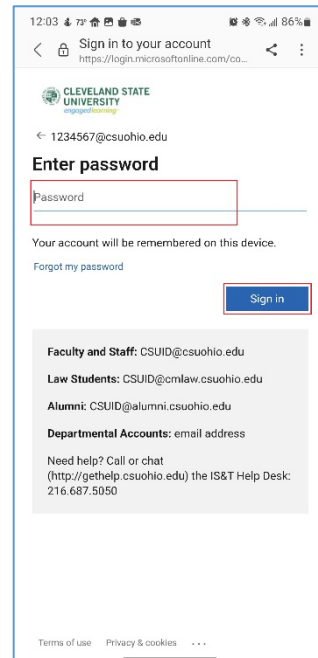 12:03 73° 86%
Sign in to your account
https://login.microsoftonline.com/co...
CLEVELAND STATE
UNIVERSITY
engagedlearning
← 1234567@csuohio.edu
Enter password
Password
Your account will be remembered on this device.
Forgot my password
Sign in
Faculty and Staff: CSUID@csuohio.edu
Law Students: CSUID@cmlaw.csuohio.edu
Alumni: CSUID@alumni.csuohio.edu
Departmental Accounts: email address
Need help? Call or chat
(http://gethelp.csuohio.edu) the IS&T Help Desk:
216.687.5050
Terms of use Privacy & cookies ...